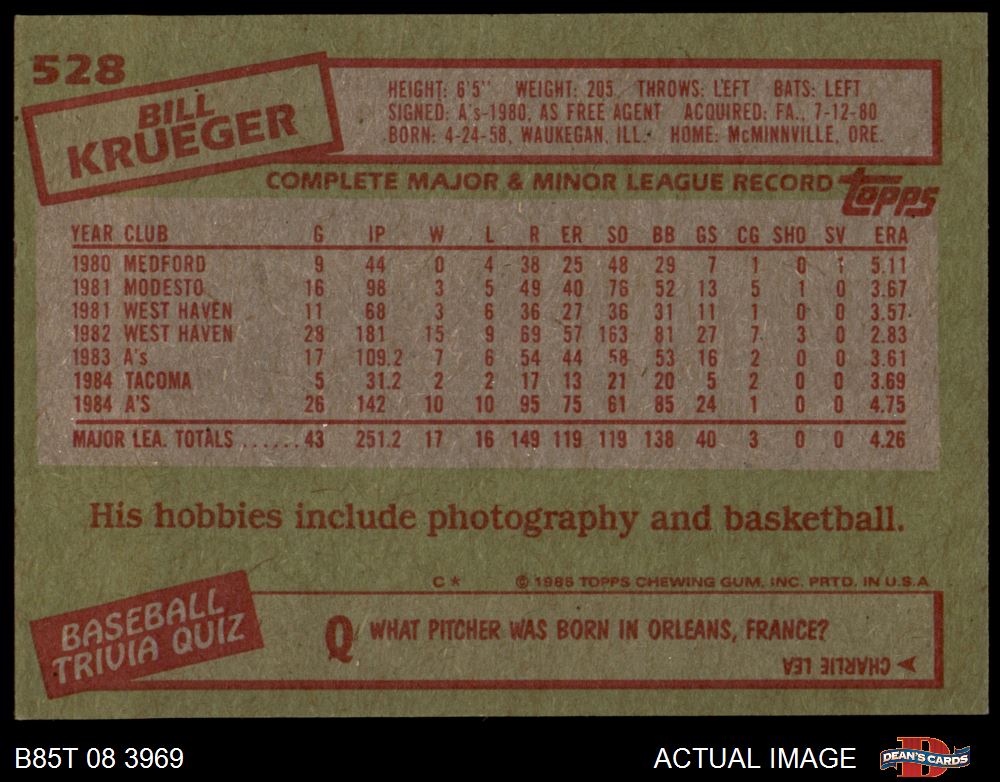 528
BILL
KRUEGER
HEIGHT: 6'5" WEIGHT: 205 THROWS: LEFT BATS: LEFT
SIGNED: A's-1980, AS FREE AGENT ACQUIRED: FA., 7-12-80
BORN: 4-24-58, WAUKEGAN, ILL. HOME: McMINNVILLE, ORE.
COMPLETE MAJOR & MINOR LEAGUE RECORD topps
YEAR CLUB G IP W L R ER SO BB GS CG SHO SV ERA
1980 MEDFORD 9 44 0 4 38 25 48 29 7 1 0 1 5.11
1981 MODESTO 16 98 3 5 49 40 76 52 13 5 1 0 3.67
1981 WEST HAVEN 11 68 3 6 36 27 36 31 11 1 0 0 3.57
1982 WEST HAVEN 28 181 15 9 69 57 163 81 27 7 3 0 2.83
1983 A's 17 109.2 7 6 54 44 58 53 16 2 0 0 3.61
1984 TACOMA 5 31.2 2 2 17 13 21 20 5 2 0 0 3.69
1984 A'S 26 142 10 10 95 75 61 85 24 1 0 0 4.75
MAJOR LEA. TOTALS ...... 43 251.2 17 16 149 119 119 138 40 3 0 0 4.26
His hobbies include photography and basketball.
C* © 1985 TOPPS CHEWING GUM, INC. PRTD. IN U.S.A
BASEBALL
TRIVIA QUIZ
Q WHAT PITCHER WAS BORN IN ORLEANS, FRANCE?
CHARLIE LEA
B85T 08 3969
ACTUAL IMAGE
D
DEAN'S CARDS